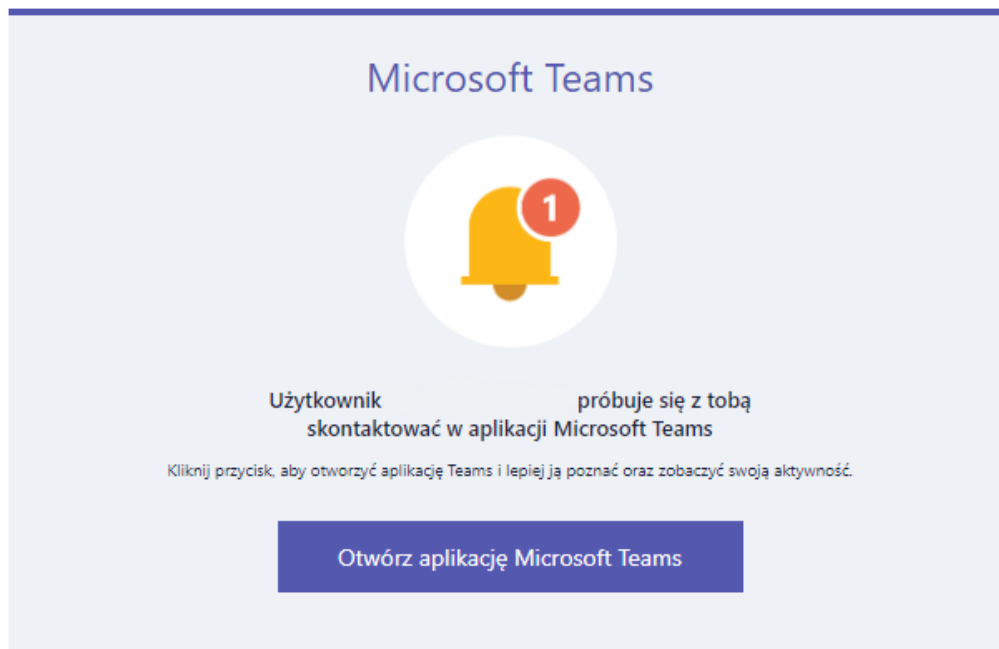 Microsoft Teams
1
Użytkownik próbuje się z tobą
skontaktować w aplikacji Microsoft Teams
Kliknij przycisk, aby otworzyć aplikację Teams i lepiej ją poznać oraz zobaczyć swoją aktywność.
Otwórz aplikację Microsoft Teams